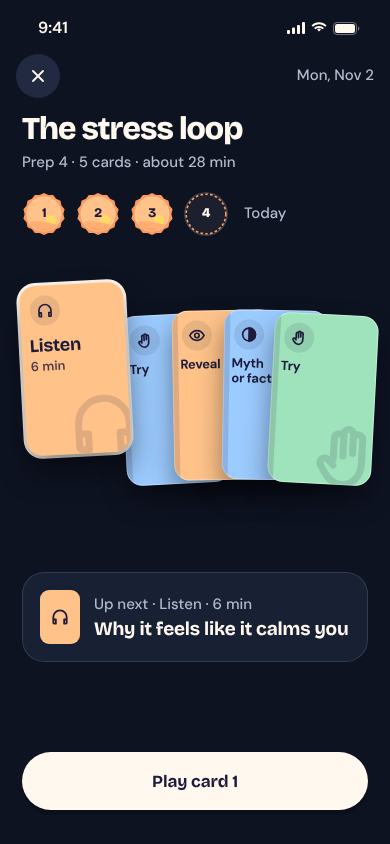 9:41
Mon, Nov 2
The stress loop
Prep 4 · 5 cards · about 28 min
1 2 3 4 Today
Listen
6 min
Try
Reveal
Myth
or fact
Try
Up next · Listen · 6 min
Why it feels like it calms you
Play card 1